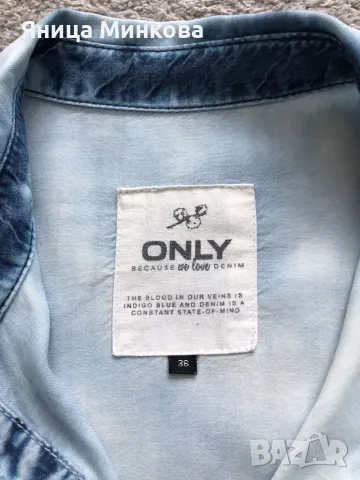 Яница Минкова
ONLY
BECAUSE we love DENIM
THE BLOOD IN OUR VEINS IS
INDIGO BLUE AND DENIM IS A
CONSTANT STATE-OF-MIND
36
BAZAR